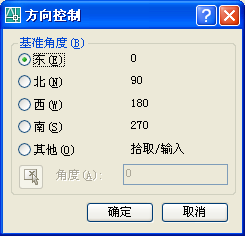 方向控制
基准角度(B)
东(E) 0
北(N) 90
西(W) 180
南(S) 270
其他(O) 拾取/输入
角度(A): 0
确定 取消